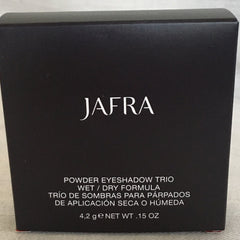 JAFRA
POWDER EYESHADOW TRIO
WET / DRY FORMULA
TRÍO DE SOMBRAS PARA PÁRPADOS
DE APLICACIÓN SECA O HÚMEDA
4,2 g ℮ NET WT. .15 OZ